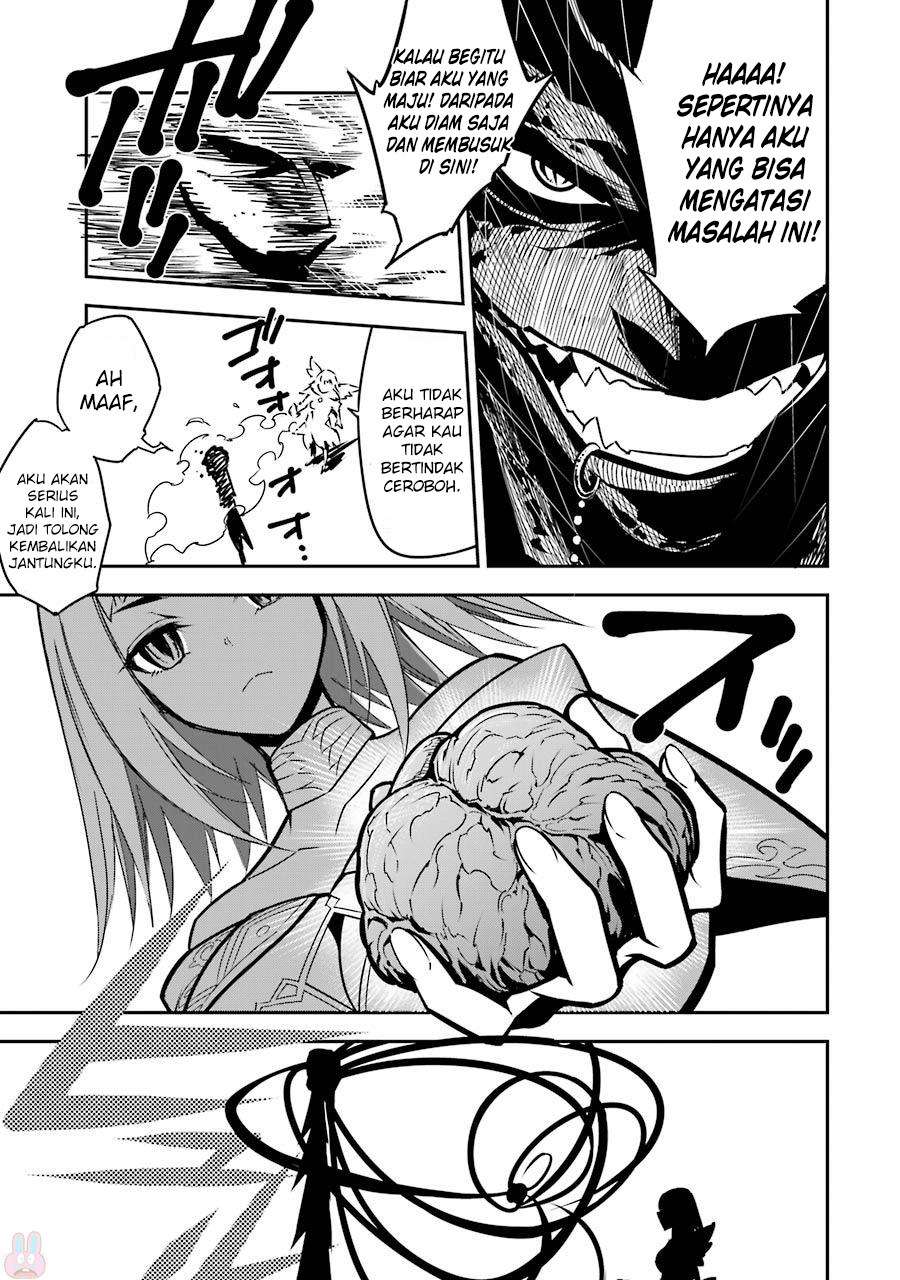 HAAAA!
SEPERTINYA
HANYA AKU
YANG BISA
MENGATASI
MASALAH INI!
KALAU BEGITU
BIAR AKU YANG
MAJU! DARIPADA
AKU DIAM SAJA
DAN MEMBUSUK
DI SINI!
AKU TIDAK
BERHARAP
AGAR KAU
TIDAK
BERTINDAK
CEROBOH.
AH
MAAF,
AKU AKAN
SERIUS
KALI INI,
JADI TOLONG
KEMBALIKAN
JANTUNGKU.
ズッ